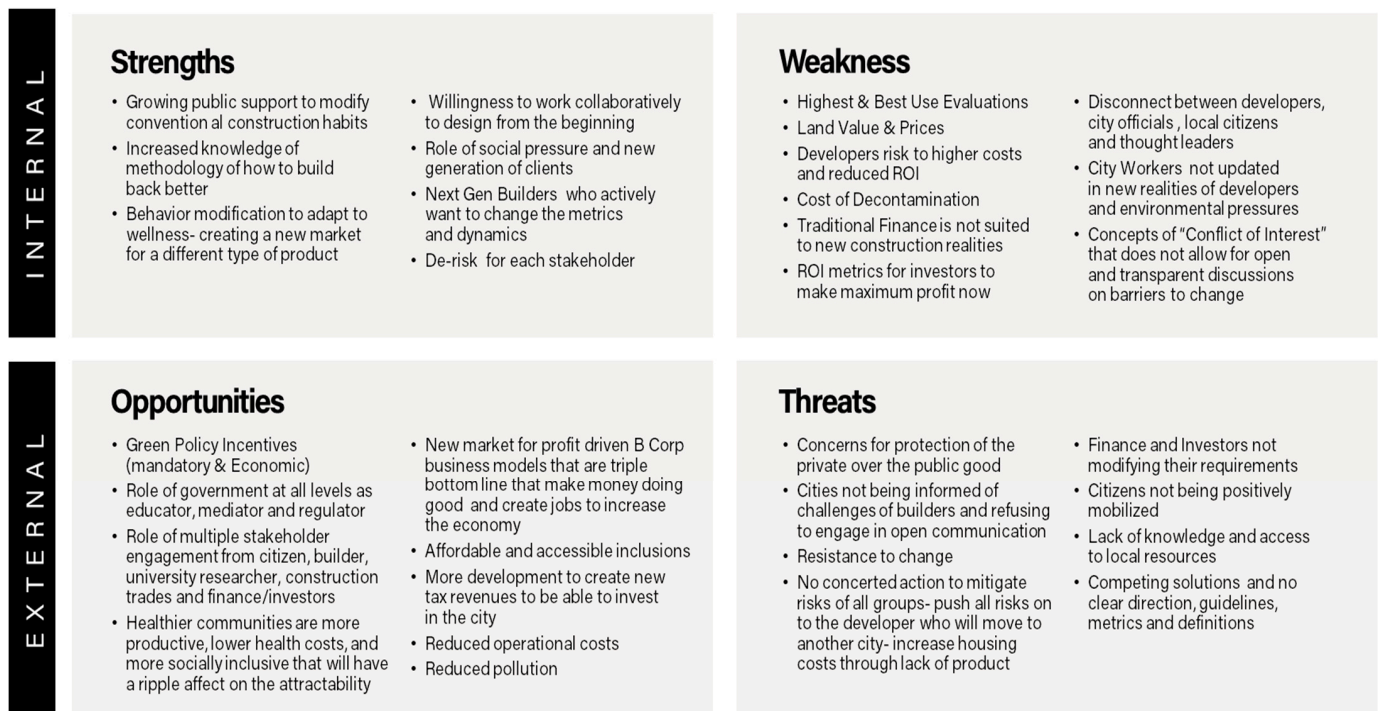 INTERNAL
Strengths
• Growing public support to modify
convention al construction habits
• Increased knowledge of
methodology of how to build
back better
• Behavior modification to adapt to
wellness- creating a new market
for a different type of product
• Willingness to work collaboratively
to design from the beginning
• Role of social pressure and new
generation of clients
• Next Gen Builders who actively
want to change the metrics
and dynamics
• De-risk for each stakeholder
Weakness
• Highest & Best Use Evaluations
• Land Value & Prices
• Developers risk to higher costs
and reduced ROI
• Cost of Decontamination
• Traditional Finance is not suited
to new construction realities
• ROI metrics for investors to
make maximum profit now
• Disconnect between developers,
city officials , local citizens
and thought leaders
• City Workers not updated
in new realities of developers
and environmental pressures
• Concepts of “Conflict of Interest”
that does not allow for open
and transparent discussions
on barriers to change
EXTERNAL
Opportunities
• Green Policy Incentives
(mandatory & Economic)
• Role of government at all levels as
educator, mediator and regulator
• Role of multiple stakeholder
engagement from citizen, builder,
university researcher, construction
trades and finance/investors
• Healthier communities are more
productive, lower health costs, and
more socially inclusive that will have
a ripple affect on the attractability
• New market for profit driven B Corp
business models that are triple
bottom line that make money doing
good and create jobs to increase
the economy
• Affordable and accessible inclusions
• More development to create new
tax revenues to be able to invest
in the city
• Reduced operational costs
• Reduced pollution
Threats
• Concerns for protection of the
private over the public good
• Cities not being informed of
challenges of builders and refusing
to engage in open communication
• Resistance to change
• No concerted action to mitigate
risks of all groups- push all risks on
to the developer who will move to
another city- increase housing
costs through lack of product
• Finance and Investors not
modifying their requirements
• Citizens not being positively
mobilized
• Lack of knowledge and access
to local resources
• Competing solutions and no
clear direction, guidelines,
metrics and definitions